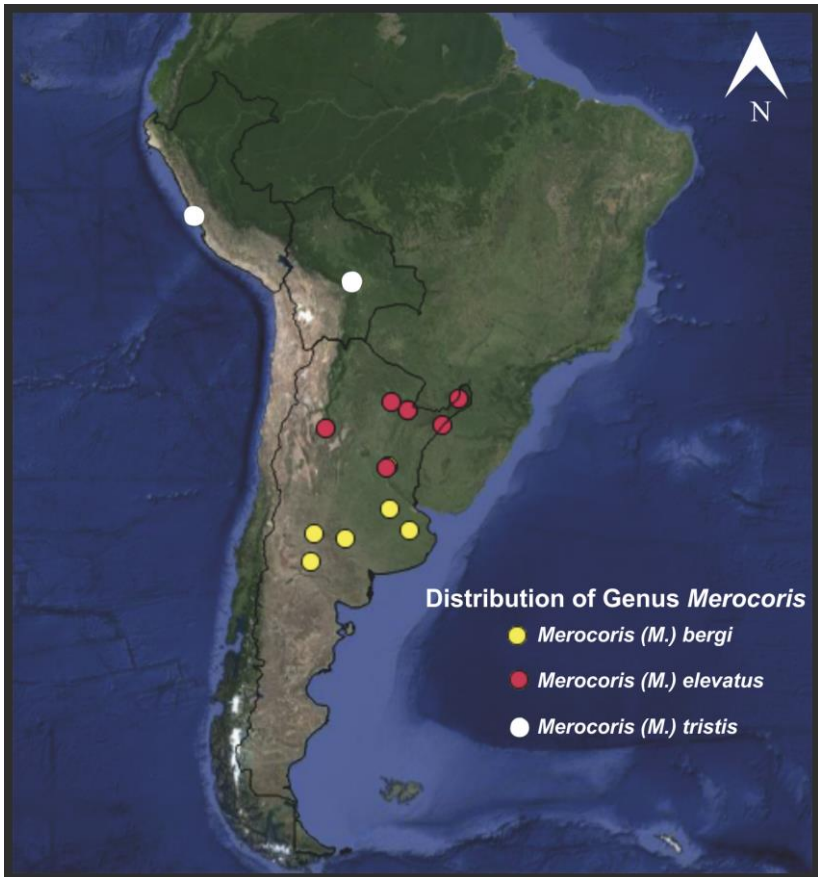 N
Distribution of Genus Merocoris
Merocoris (M.) bergi
Merocoris (M.) elevatus
Merocoris (M.) tristis